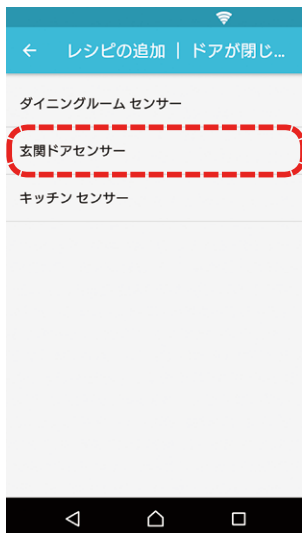 レシピの追加 | ドアが閉じ...
ダイニングルーム センサー
玄関ドアセンサー
キッチン センサー